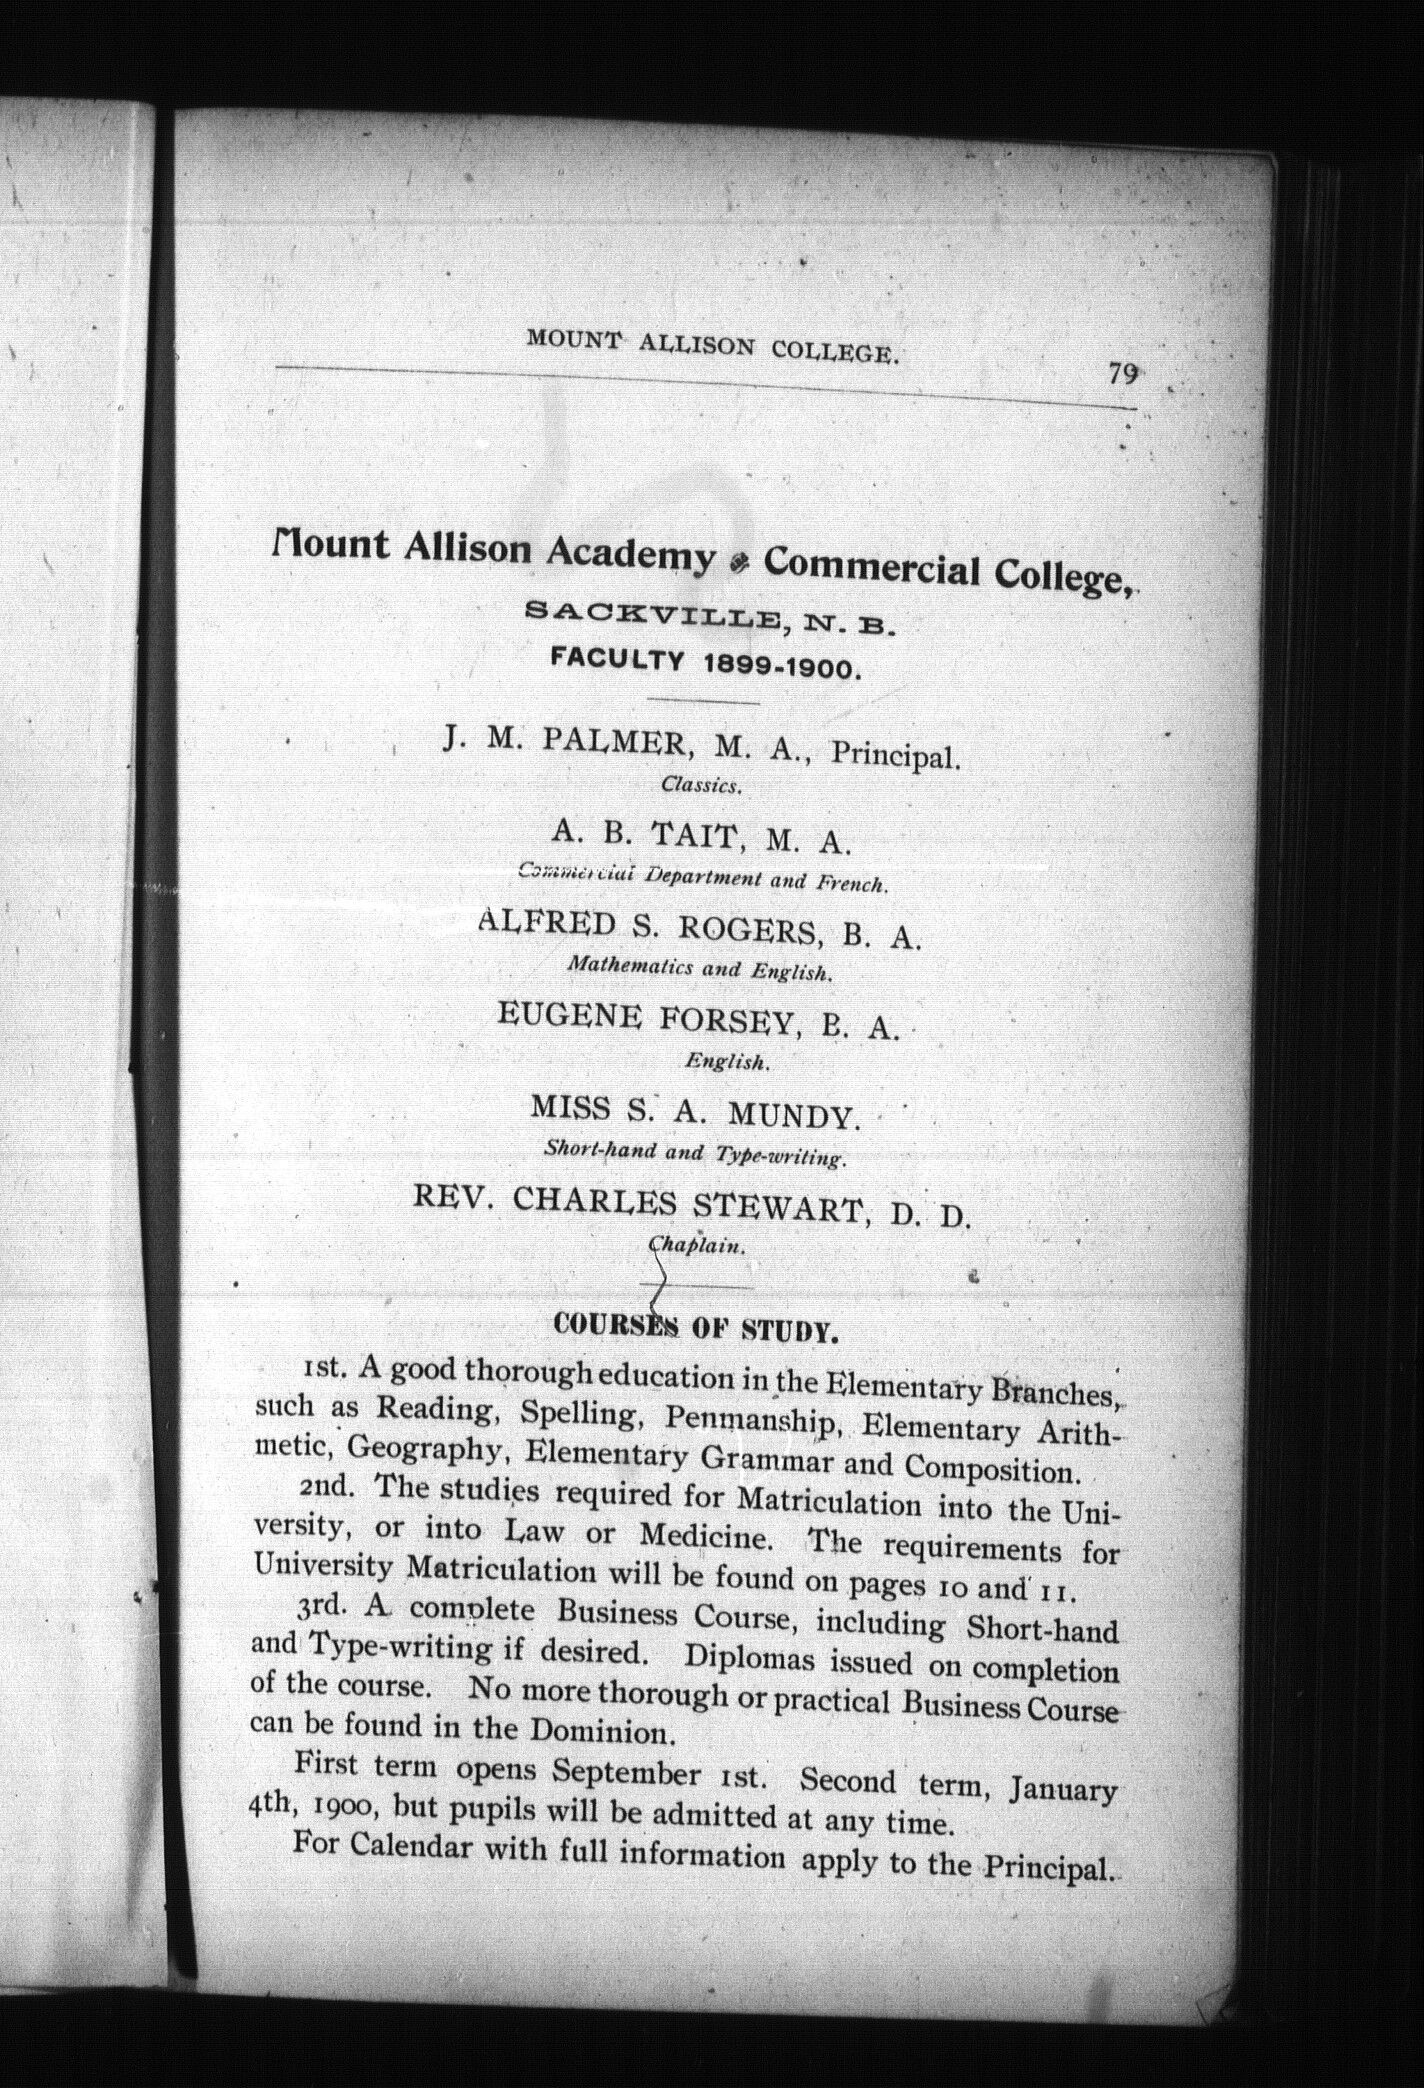 MOUNT ALLISON COLLEGE.
79
Mount Allison Academy & Commercial College,
SACKVILLE, N. B.
FACULTY 1899-1900.
J. M. PALMER, M. A., Principal.
Classics.
A. B. TAIT, M. A.
Commercial Department and French.
ALFRED S. ROGERS, B. A.
Mathematics and English.
EUGENE FORSEY, B. A.
English.
MISS S. A. MUNDY.
Short-hand and Type-writing.
REV. CHARLES STEWART, D. D.
Chaplain.
COURSES OF STUDY.
1st. A good thorough education in the Elementary Branches,
such as Reading, Spelling, Penmanship, Elementary Arith-
metic, Geography, Elementary Grammar and Composition.
2nd. The studies required for Matriculation into the Uni-
versity, or into Law or Medicine. The requirements for
University Matriculation will be found on pages 10 and 11.
3rd. A complete Business Course, including Short-hand
and Type-writing if desired. Diplomas issued on completion
of the course. No more thorough or practical Business Course
can be found in the Dominion.
First term opens September 1st. Second term, January
4th, 1900, but pupils will be admitted at any time.
For Calendar with full information apply to the Principal.